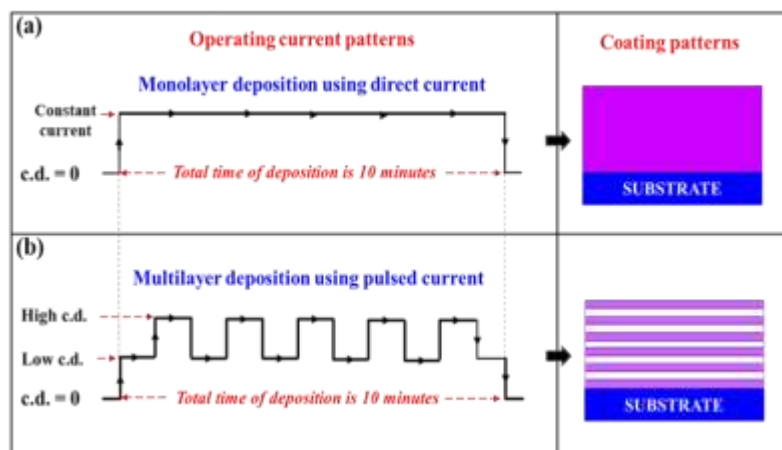 (a)
Operating current patterns
Coating patterns
Monolayer deposition using direct current
Constant
current
c.d. = 0
Total time of deposition is 10 minutes
SUBSTRATE
(b)
Multilayer deposition using pulsed current
High c.d.
Low c.d.
c.d. = 0
Total time of deposition is 10 minutes
SUBSTRATE